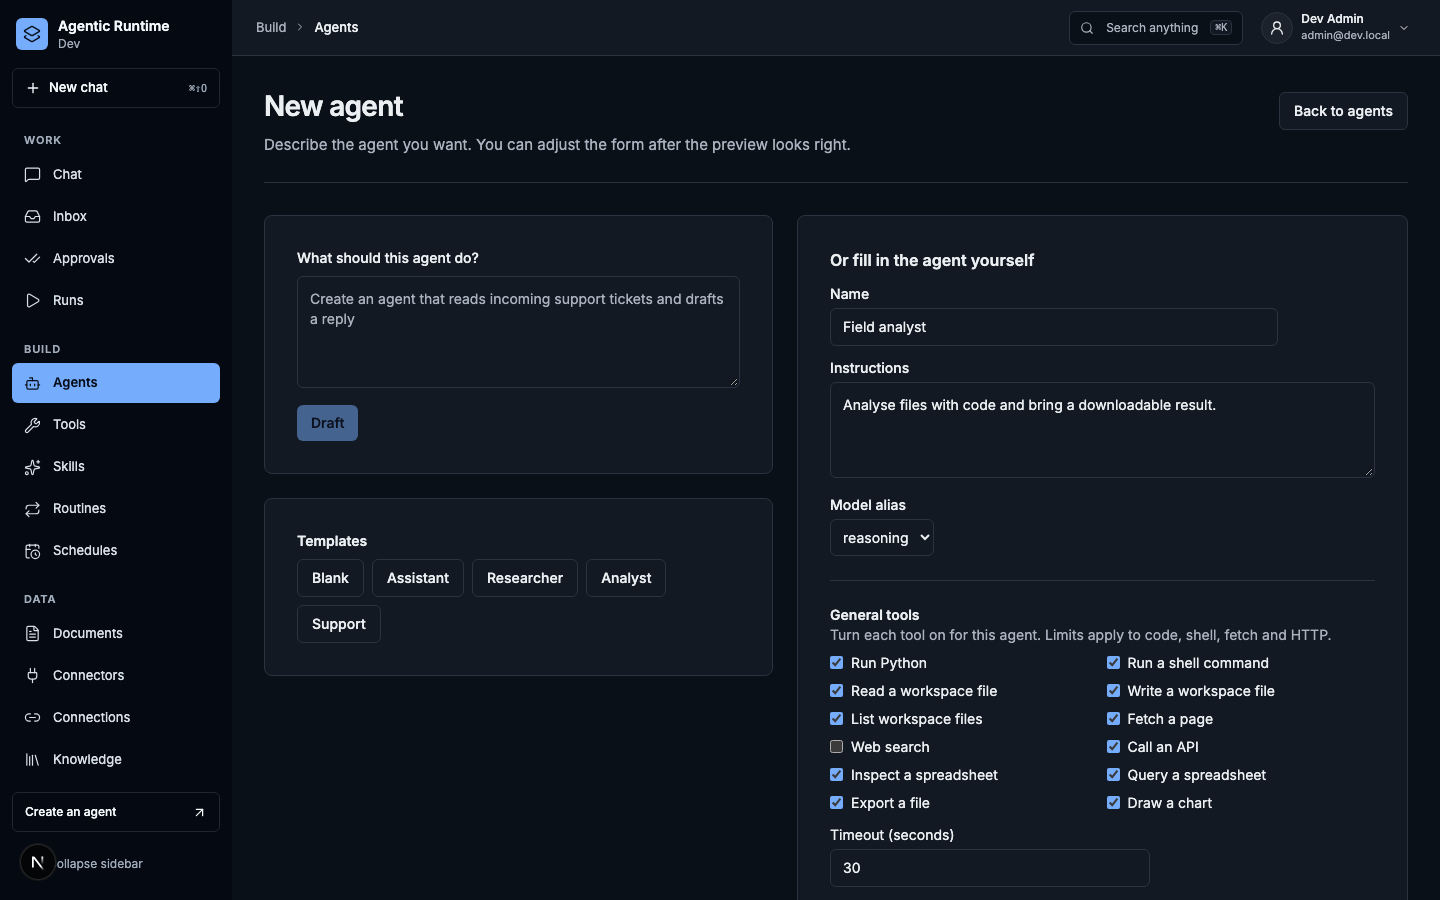 Agentic Runtime
Dev
New chat
⌘⇧O
WORK
Chat
Inbox
Approvals
Runs
BUILD
Agents
Tools
Skills
Routines
Schedules
DATA
Documents
Connectors
Connections
Knowledge
Create an agent
N
ollapse sidebar
Build > Agents
Search anything
⌘K
Dev Admin
admin@dev.local
New agent
Back to agents
Describe the agent you want. You can adjust the form after the preview looks right.
What should this agent do?
Create an agent that reads incoming support tickets and drafts
a reply
Draft
Templates
Blank
Assistant
Researcher
Analyst
Support
Or fill in the agent yourself
Name
Field analyst
Instructions
Analyse files with code and bring a downloadable result.
Model alias
reasoning
General tools
Turn each tool on for this agent. Limits apply to code, shell, fetch and HTTP.
Run Python
Run a shell command
Read a workspace file
Write a workspace file
List workspace files
Fetch a page
Web search
Call an API
Inspect a spreadsheet
Query a spreadsheet
Export a file
Draw a chart
Timeout (seconds)
30